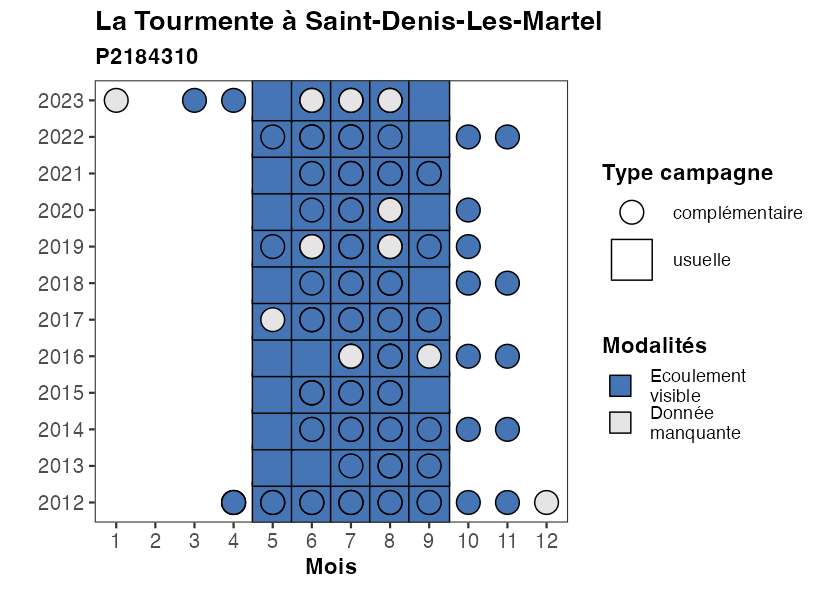 La Tourmente à Saint-Denis-Les-Martel
P2184310
2023
2022
2021
2020
2019
2018
2017
2016
2015
2014
2013
2012
1 2 3 4 5 6 7 8 9 10 11 12
Mois
Type campagne
complémentaire
usuelle
Modalités
Ecoulement
visible
Donnée
manquante